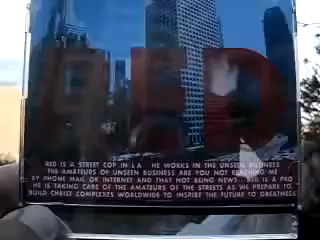 RED
RED IS A STREET COP IN L.A. HE WORKS IN THE UNSEEN BUSINESS
THE AMATEURS OF UNSEEN BUSINESS ARE YOU NOT REACHING ME
BY PHONE MAIL OR INTERNET AND THAT NOT BEING NEWS. RED IS A PRO
HE IS TAKING CARE OF THE AMATEURS OF THE STREETS AS WE PREPARE TO
BUILD CHRIST COMPLEXES WORLDWIDE TO INSPIRE THE FUTURE TO GREATNESS